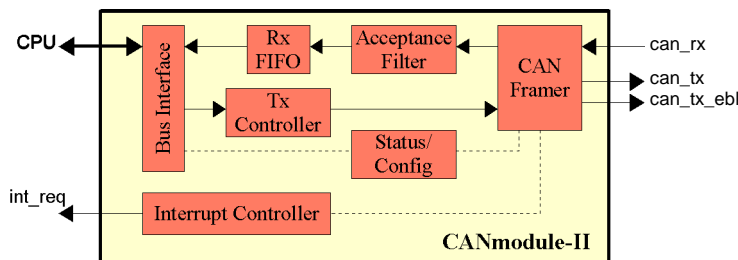 CPU
Bus Interface
Rx
FIFO
Acceptance
Filter
CAN
Framer
can_rx
can_tx
can_tx_ebl
Tx
Controller
Status/
Config
int_req
Interrupt Controller
CANmodule-II